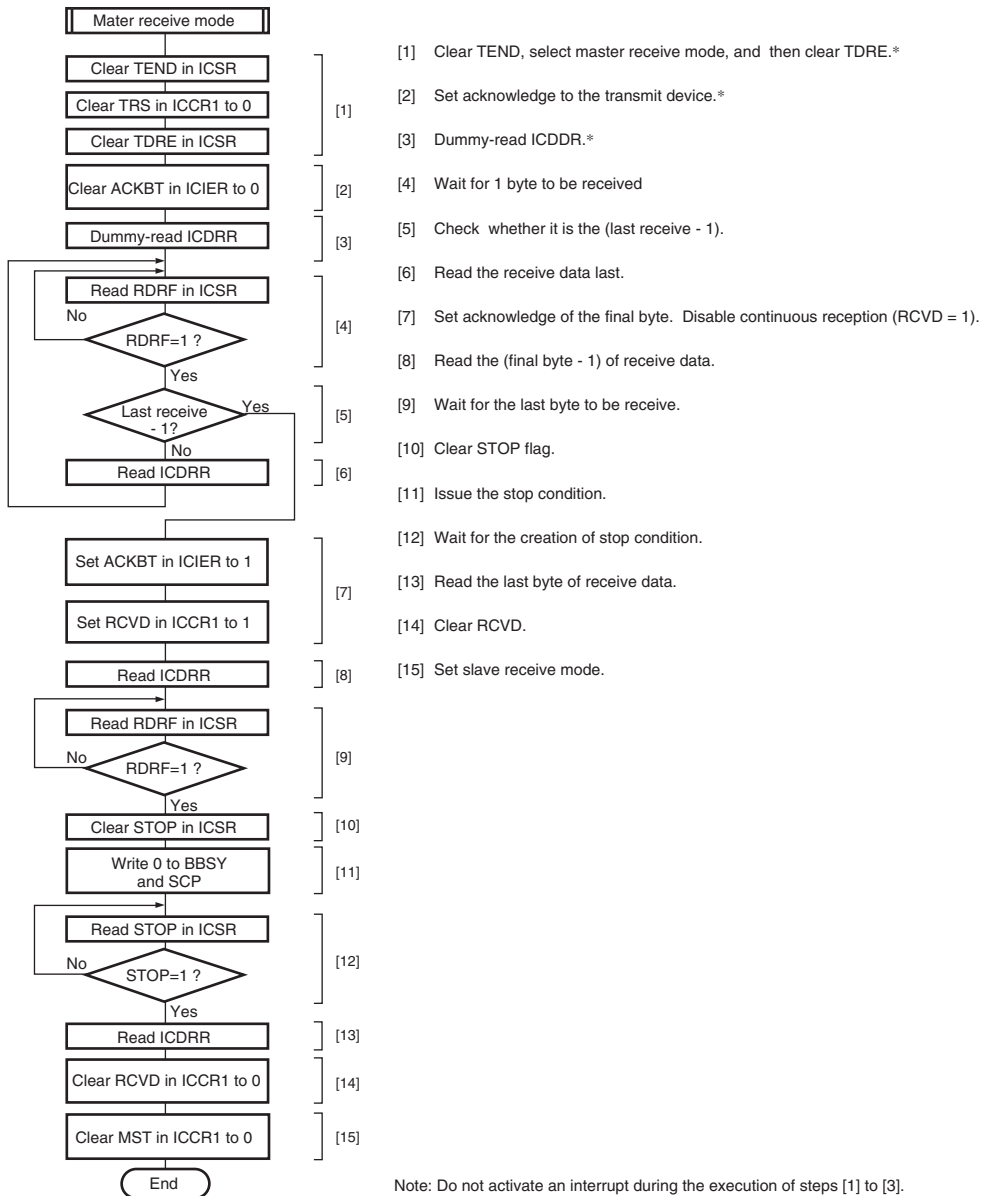 Mater receive mode
Clear TEND in ICSR
Clear TRS in ICCR1 to 0
Clear TDRE in ICSR
[1]
Clear ACKBT in ICIER to 0
[2]
Dummy-read ICDRR
[3]
Read RDRF in ICSR
No
RDRF=1 ?
[4]
Yes
Last receive
- 1?
Yes
[5]
No
Read ICDRR
[6]
Set ACKBT in ICIER to 1
[7]
Set RCVD in ICCR1 to 1
Read ICDRR
[8]
Read RDRF in ICSR
No
RDRF=1 ?
[9]
Yes
Clear STOP in ICSR
[10]
Write 0 to BBSY
and SCP
[11]
Read STOP in ICSR
No
STOP=1 ?
[12]
Yes
Read ICDRR
[13]
Clear RCVD in ICCR1 to 0
[14]
Clear MST in ICCR1 to 0
[15]
End
[1] Clear TEND, select master receive mode, and then clear TDRE.*
[2] Set acknowledge to the transmit device.*
[3] Dummy-read ICDDR.*
[4] Wait for 1 byte to be received
[5] Check whether it is the (last receive - 1).
[6] Read the receive data last.
[7] Set acknowledge of the final byte. Disable continuous reception (RCVD = 1).
[8] Read the (final byte - 1) of receive data.
[9] Wait for the last byte to be receive.
[10] Clear STOP flag.
[11] Issue the stop condition.
[12] Wait for the creation of stop condition.
[13] Read the last byte of receive data.
[14] Clear RCVD.
[15] Set slave receive mode.
Note: Do not activate an interrupt during the execution of steps [1] to [3].